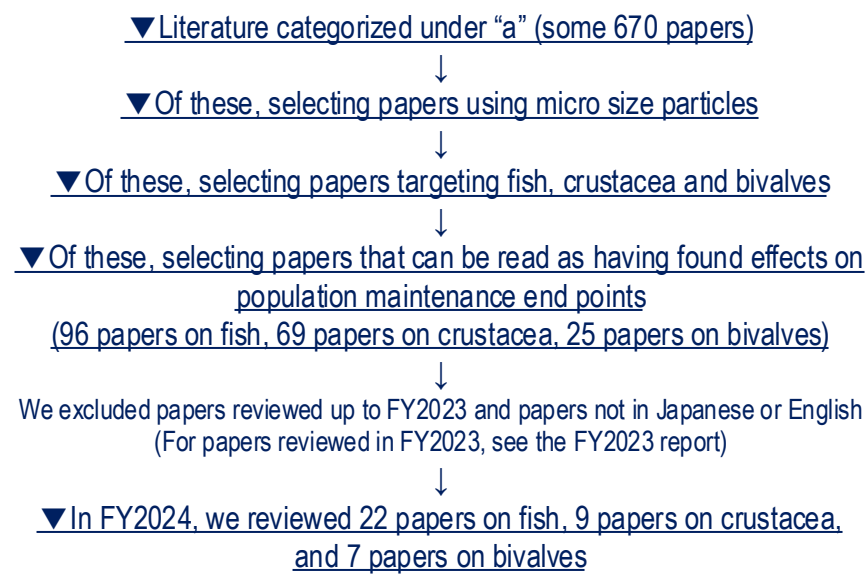 ▼Literature categorized under “a” (some 670 papers)
↓
▼Of these, selecting papers using micro size particles
↓
▼Of these, selecting papers targeting fish, crustacea and bivalves
↓
▼Of these, selecting papers that can be read as having found effects on
population maintenance end points
(96 papers on fish, 69 papers on crustacea, 25 papers on bivalves)
↓
We excluded papers reviewed up to FY2023 and papers not in Japanese or English
(For papers reviewed in FY2023, see the FY2023 report)
↓
▼In FY2024, we reviewed 22 papers on fish, 9 papers on crustacea,
and 7 papers on bivalves